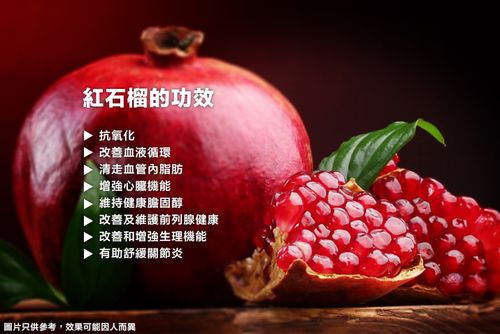 紅石榴的功效
▶ 抗氧化
▶ 改善血液循環
▶ 清走血管內脂肪
▶ 增強心臟機能
▶ 維持健康膽固醇
▶ 改善及維護前列腺健康
▶ 改善和增強生理機能
▶ 有助舒緩關節炎
圖片只供參考，效果可能因人而異